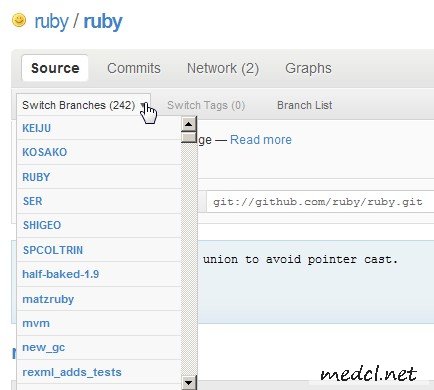 ruby / ruby
Source Commits Network (2) Graphs
Switch Branches (242) Switch Tags (0) Branch List
KEIJU
ge — Read more
KOSAKO
RUBY
SER git://github.com/ruby/ruby.git
SHIGEO
SPCOLTRIN union to avoid pointer cast.
half-baked-1.9
matzruby
mvm
new_gc
rexml_adds_tests
medcl.net